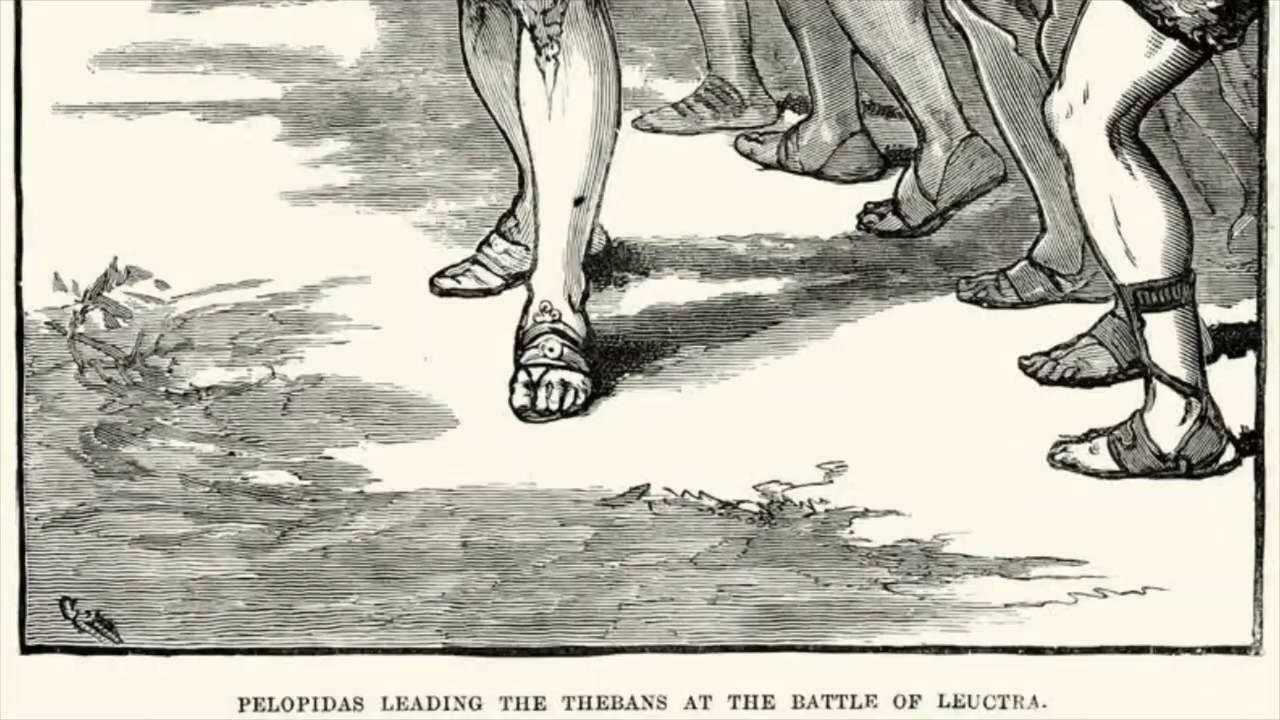 PELOPIDAS LEADING THE THEBANS AT THE BATTLE OF LEUCTRA.